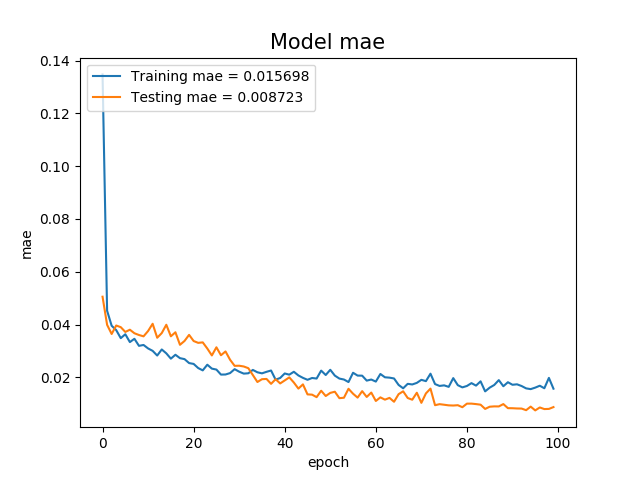 Model mae
Training mae = 0.015698
Testing mae = 0.008723
0.14
0.12
0.10
0.08
0.06
0.04
0.02
mae
0 20 40 60 80 100
epoch